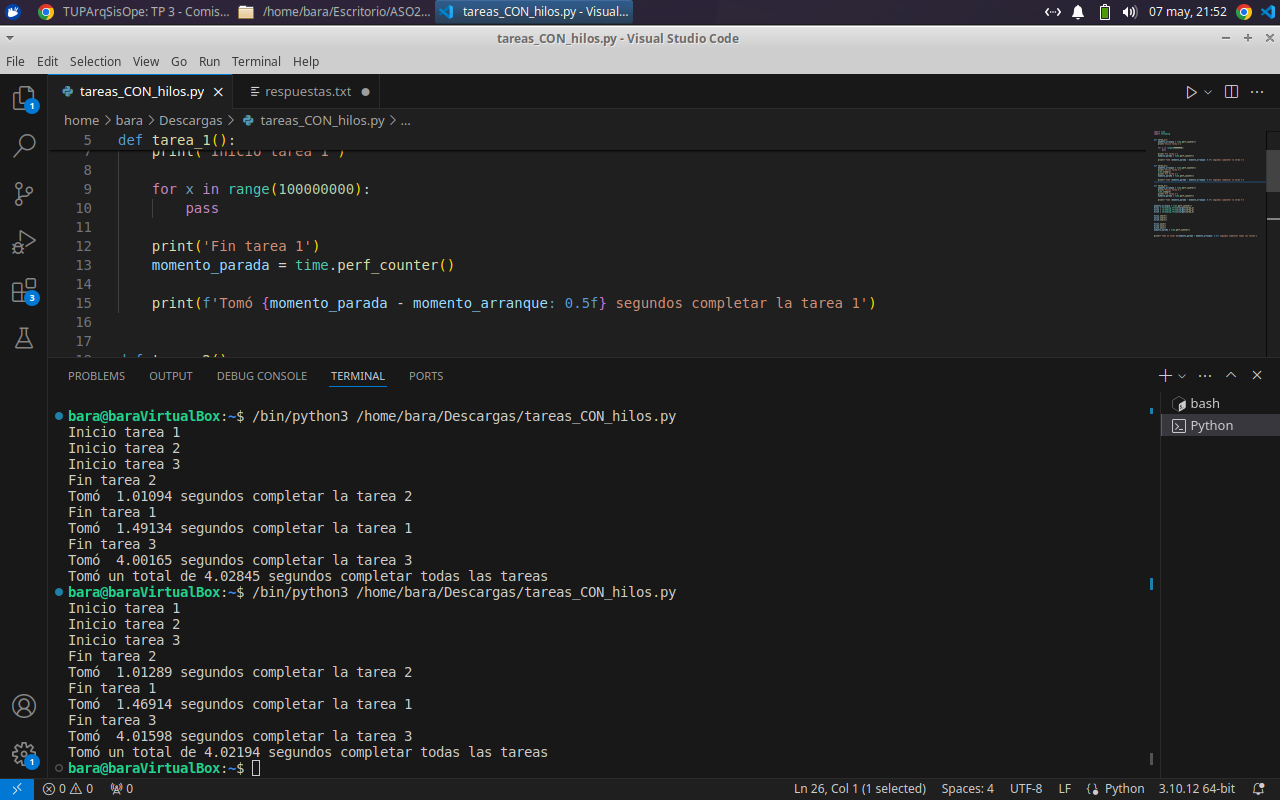 TUPArqSisOpe: TP 3 - Comis... /home/bara/Escritorio/ASO2... tareas_CON_hilos.py - Visual... 07 may, 21:52
tareas_CON_hilos.py - Visual Studio Code
File Edit Selection View Go Run Terminal Help
tareas_CON_hilos.py respuestas.txt
home > bara > Descargas > tareas_CON_hilos.py > ...
5 def tarea_1():
7 print('Inicio tarea 1')
8
9 for x in range(100000000):
10 pass
11
12 print('Fin tarea 1')
13 momento_parada = time.perf_counter()
14
15 print(f'Tomó {momento_parada - momento_arranque: 0.5f} segundos completar la tarea 1')
16
17
PROBLEMS OUTPUT DEBUG CONSOLE TERMINAL PORTS
bash
Python
bara@baraVirtualBox:~$ /bin/python3 /home/bara/Descargas/tareas_CON_hilos.py
Inicio tarea 1
Inicio tarea 2
Inicio tarea 3
Fin tarea 2
Tomó  1.01094 segundos completar la tarea 2
Fin tarea 1
Tomó  1.49134 segundos completar la tarea 1
Fin tarea 3
Tomó  4.00165 segundos completar la tarea 3
Tomó un total de 4.02845 segundos completar todas las tareas
bara@baraVirtualBox:~$ /bin/python3 /home/bara/Descargas/tareas_CON_hilos.py
Inicio tarea 1
Inicio tarea 2
Inicio tarea 3
Fin tarea 2
Tomó  1.01289 segundos completar la tarea 2
Fin tarea 1
Tomó  1.46914 segundos completar la tarea 1
Fin tarea 3
Tomó  4.01598 segundos completar la tarea 3
Tomó un total de 4.02194 segundos completar todas las tareas
bara@baraVirtualBox:~$
1
3
1
0 0 0 Ln 26, Col 1 (1 selected) Spaces: 4 UTF-8 LF Python 3.10.12 64-bit